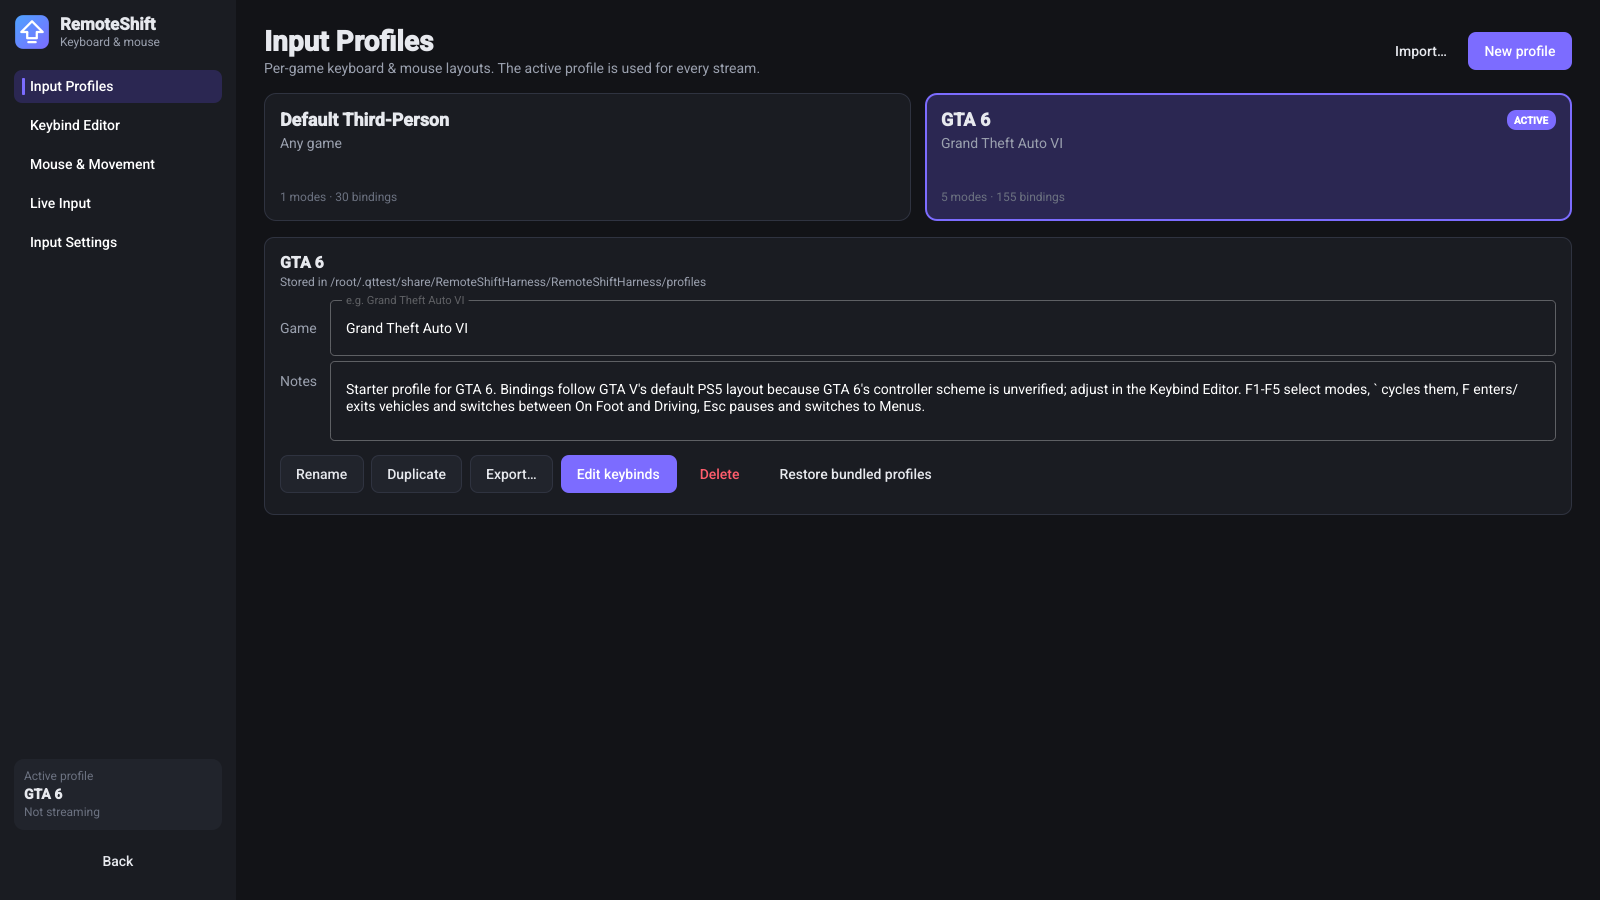 RemoteShift
Keyboard & mouse
Input Profiles
Keybind Editor
Mouse & Movement
Live Input
Input Settings
Active profile
GTA 6
Not streaming
Back
Input Profiles
Per-game keyboard & mouse layouts. The active profile is used for every stream.
Import...
New profile
Default Third-Person
Any game
1 modes · 30 bindings
GTA 6
ACTIVE
Grand Theft Auto VI
5 modes · 155 bindings
GTA 6
Stored in /root/.qttest/share/RemoteShiftHarness/RemoteShiftHarness/profiles
e.g. Grand Theft Auto VI
Game
Grand Theft Auto VI
Notes
Starter profile for GTA 6. Bindings follow GTA V's default PS5 layout because GTA 6's controller scheme is unverified; adjust in the Keybind Editor. F1-F5 select modes, ` cycles them, F enters/
exits vehicles and switches between On Foot and Driving, Esc pauses and switches to Menus.
Rename
Duplicate
Export...
Edit keybinds
Delete
Restore bundled profiles